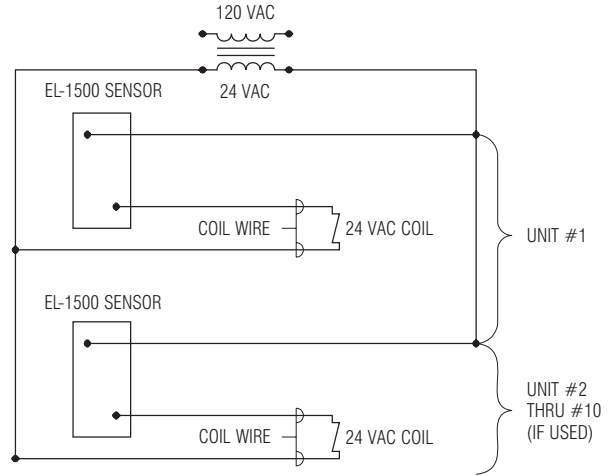 120 VAC
24 VAC
EL-1500 SENSOR
COIL WIRE
24 VAC COIL
UNIT #1
EL-1500 SENSOR
COIL WIRE
24 VAC COIL
UNIT #2
THRU #10
(IF USED)